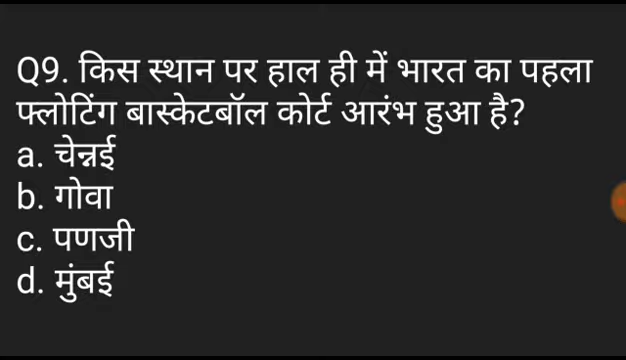 Q9. किस स्थान पर हाल ही में भारत का पहला
फ्लोटिंग बास्केटबॉल कोर्ट आरंभ हुआ है?
a. चेन्नई
b. गोवा
c. पणजी
d. मुंबई